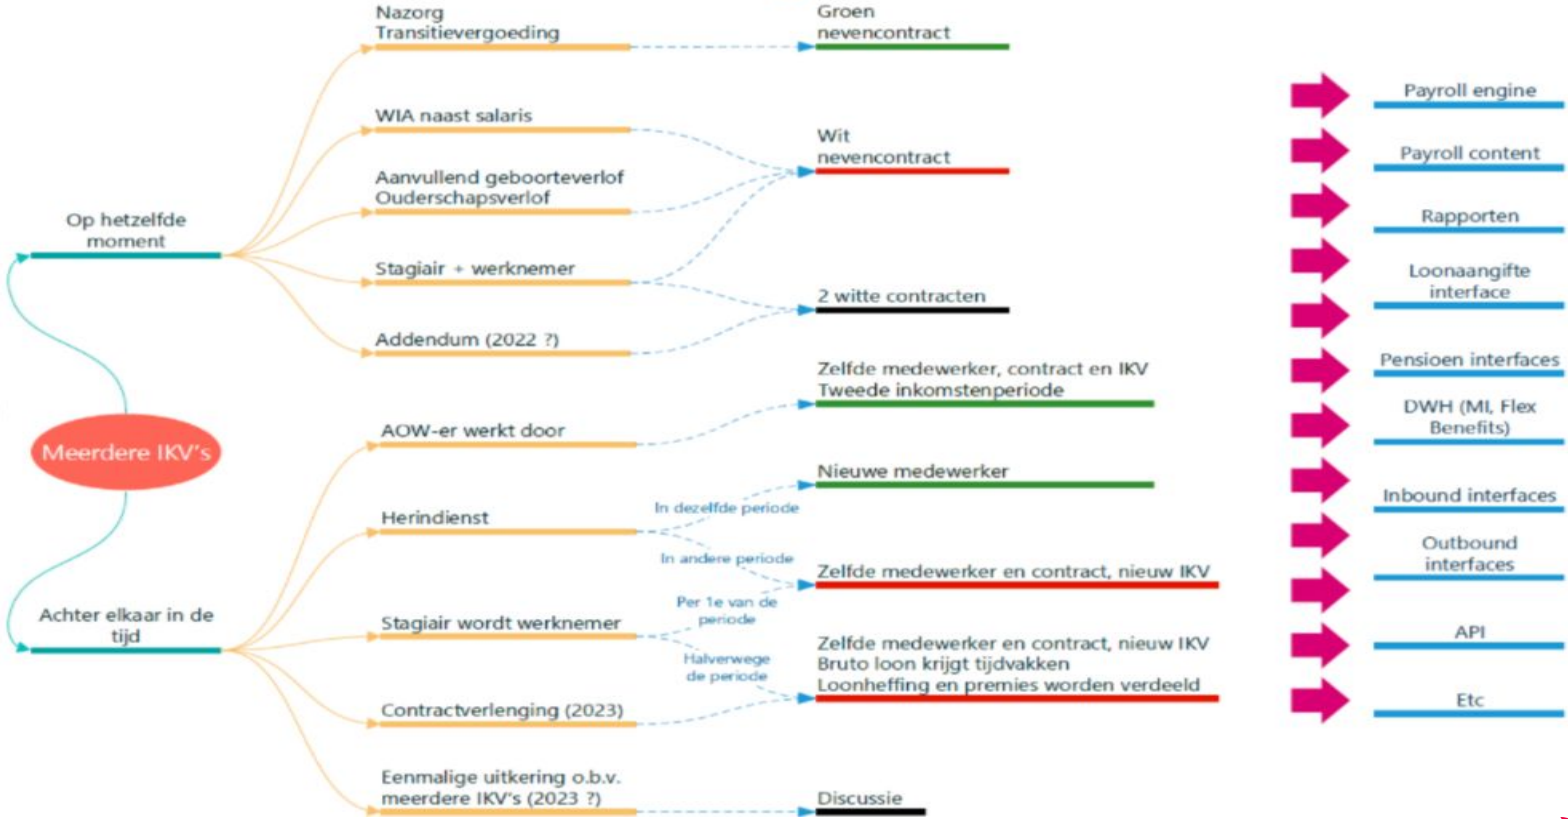 Nazorg
Transitievergoeding
Groen
nevencontract
WIA naast salaris
Wit
nevencontract
Aanvullend geboorteverlof
Ouderschapsverlof
Op hetzelfde
moment
Stagiair + werknemer
2 witte contracten
Addendum (2022 ?)
Meerdere IKV's
Zelfde medewerker, contract en IKV
Tweede inkomstenperiode
AOW-er werkt door
Nieuwe medewerker
In dezelfde periode
Herindienst
In andere periode
Zelfde medewerker en contract, nieuw IKV
Per 1e van de
periode
Achter elkaar in de
tijd
Stagiair wordt werknemer
Halverwege
de periode
Zelfde medewerker en contract, nieuw IKV
Bruto loon krijgt tijdvakken
Loonheffing en premies worden verdeeld
Contractverlenging (2023)
Eenmalige uitkering o.b.v.
meerdere IKV's (2023 ?)
Discussie
Payroll engine
Payroll content
Rapporten
Loonaangifte
interface
Pensioen interfaces
DWH (MI, Flex
Benefits)
Inbound interfaces
Outbound
interfaces
API
Etc